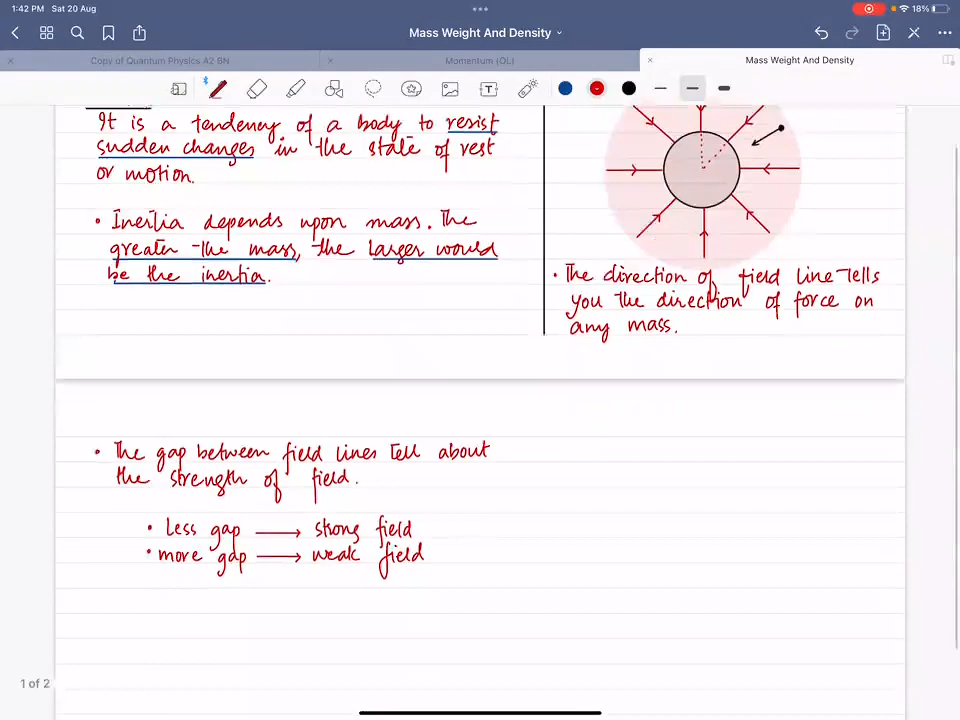 1:42 PM Sat 20 Aug
18%
Mass Weight And Density
Copy of Quantum Physics A2 BN
Momentum (OL)
Mass Weight And Density
It is a tendency of a body to resist
sudden changes in the state of rest
or motion.
• Inertia depends upon mass. The
greater the mass, the larger would
be the inertia.
• The direction of field line tells
you the direction of force on
any mass.
• The gap between field lines tell about
the strength of field.
• Less gap → strong field
• more gap → weak field
1 of 2